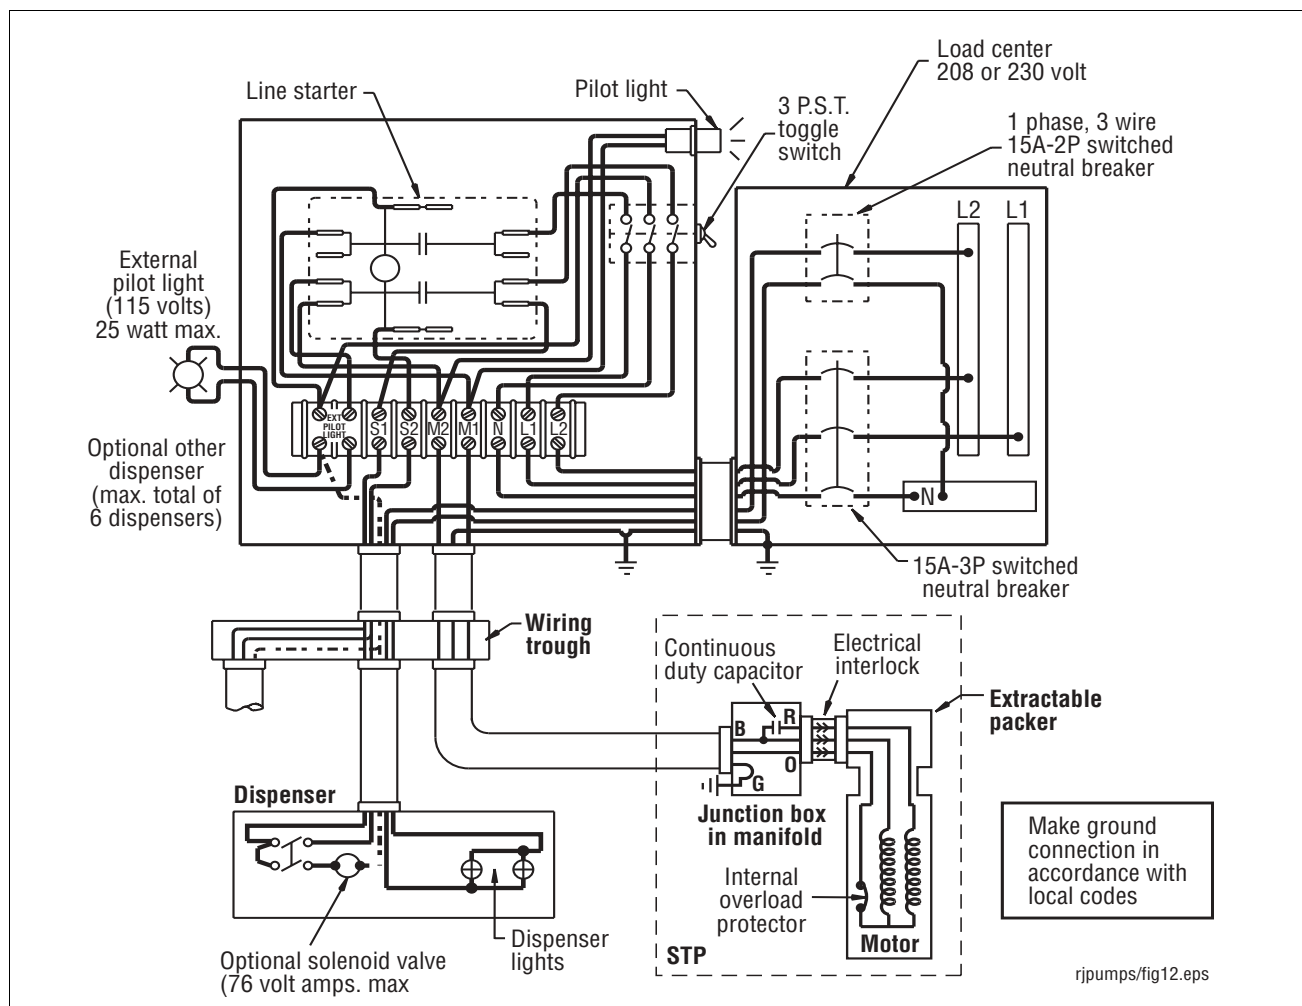 Load center
208 or 230 volt
Line starter
Pilot light
3 P.S.T.
toggle
switch
1 phase, 3 wire
15A-2P switched
neutral breaker
L2
L1
External
pilot light
(115 volts)
25 watt max.
EXT
PILOT
LIGHT
S1
S2
M2
M1
N
L1
L2
Optional other
dispenser
(max. total of
6 dispensers)
N
15A-3P switched
neutral breaker
Wiring
trough
Continuous
duty capacitor
Electrical
interlock
Extractable
packer
B
R
O
G
Junction box
in manifold
Dispenser
Internal
overload
protector
Motor
STP
Make ground
connection in
accordance with
local codes
Optional solenoid valve
(76 volt amps. max
Dispenser
lights
rjpumps/fig12.eps